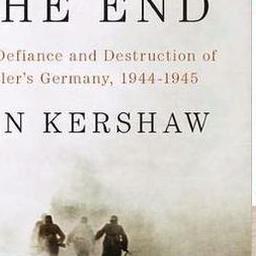 HE END
Defiance and Destruction of
ler's Germany, 1944-1945
N KERSHAW